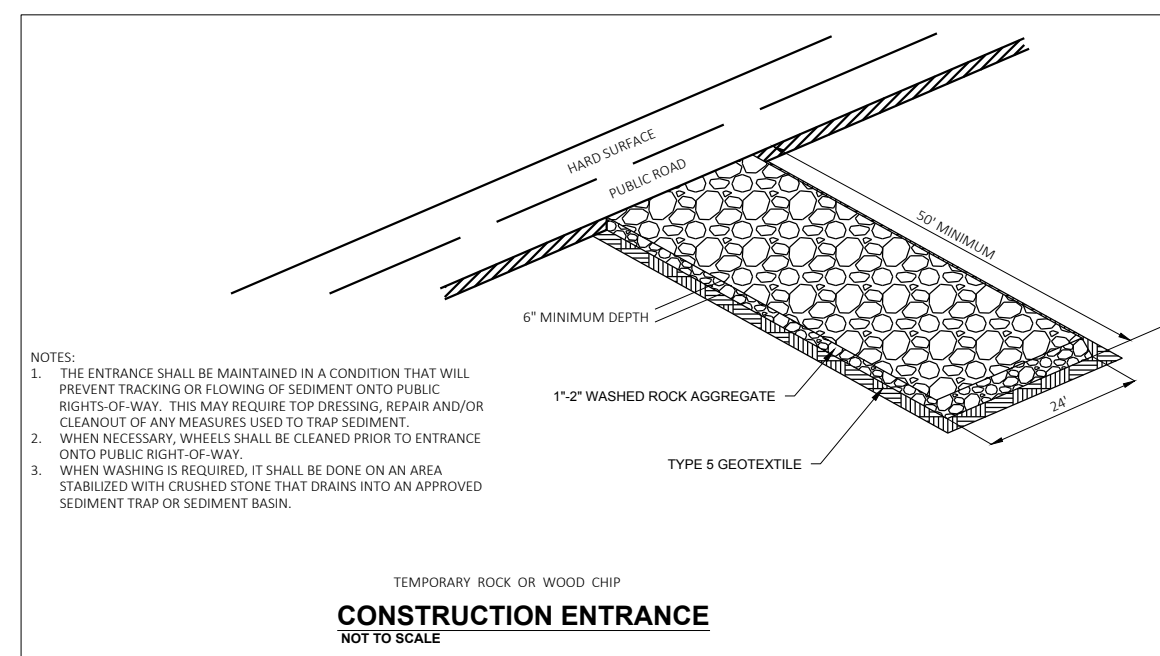 HARD SURFACE
PUBLIC ROAD
50' MINIMUM
6" MINIMUM DEPTH
NOTES:
1. THE ENTRANCE SHALL BE MAINTAINED IN A CONDITION THAT WILL
PREVENT TRACKING OR FLOWING OF SEDIMENT ONTO PUBLIC
RIGHTS-OF-WAY. THIS MAY REQUIRE TOP DRESSING, REPAIR AND/OR
CLEANOUT OF ANY MEASURES USED TO TRAP SEDIMENT.
2. WHEN NECESSARY, WHEELS SHALL BE CLEANED PRIOR TO ENTRANCE
ONTO PUBLIC RIGHT-OF-WAY.
3. WHEN WASHING IS REQUIRED, IT SHALL BE DONE ON AN AREA
STABILIZED WITH CRUSHED STONE THAT DRAINS INTO AN APPROVED
SEDIMENT TRAP OR SEDIMENT BASIN.
1"-2" WASHED ROCK AGGREGATE
24'
TYPE 5 GEOTEXTILE
TEMPORARY ROCK OR WOOD CHIP
CONSTRUCTION ENTRANCE
NOT TO SCALE